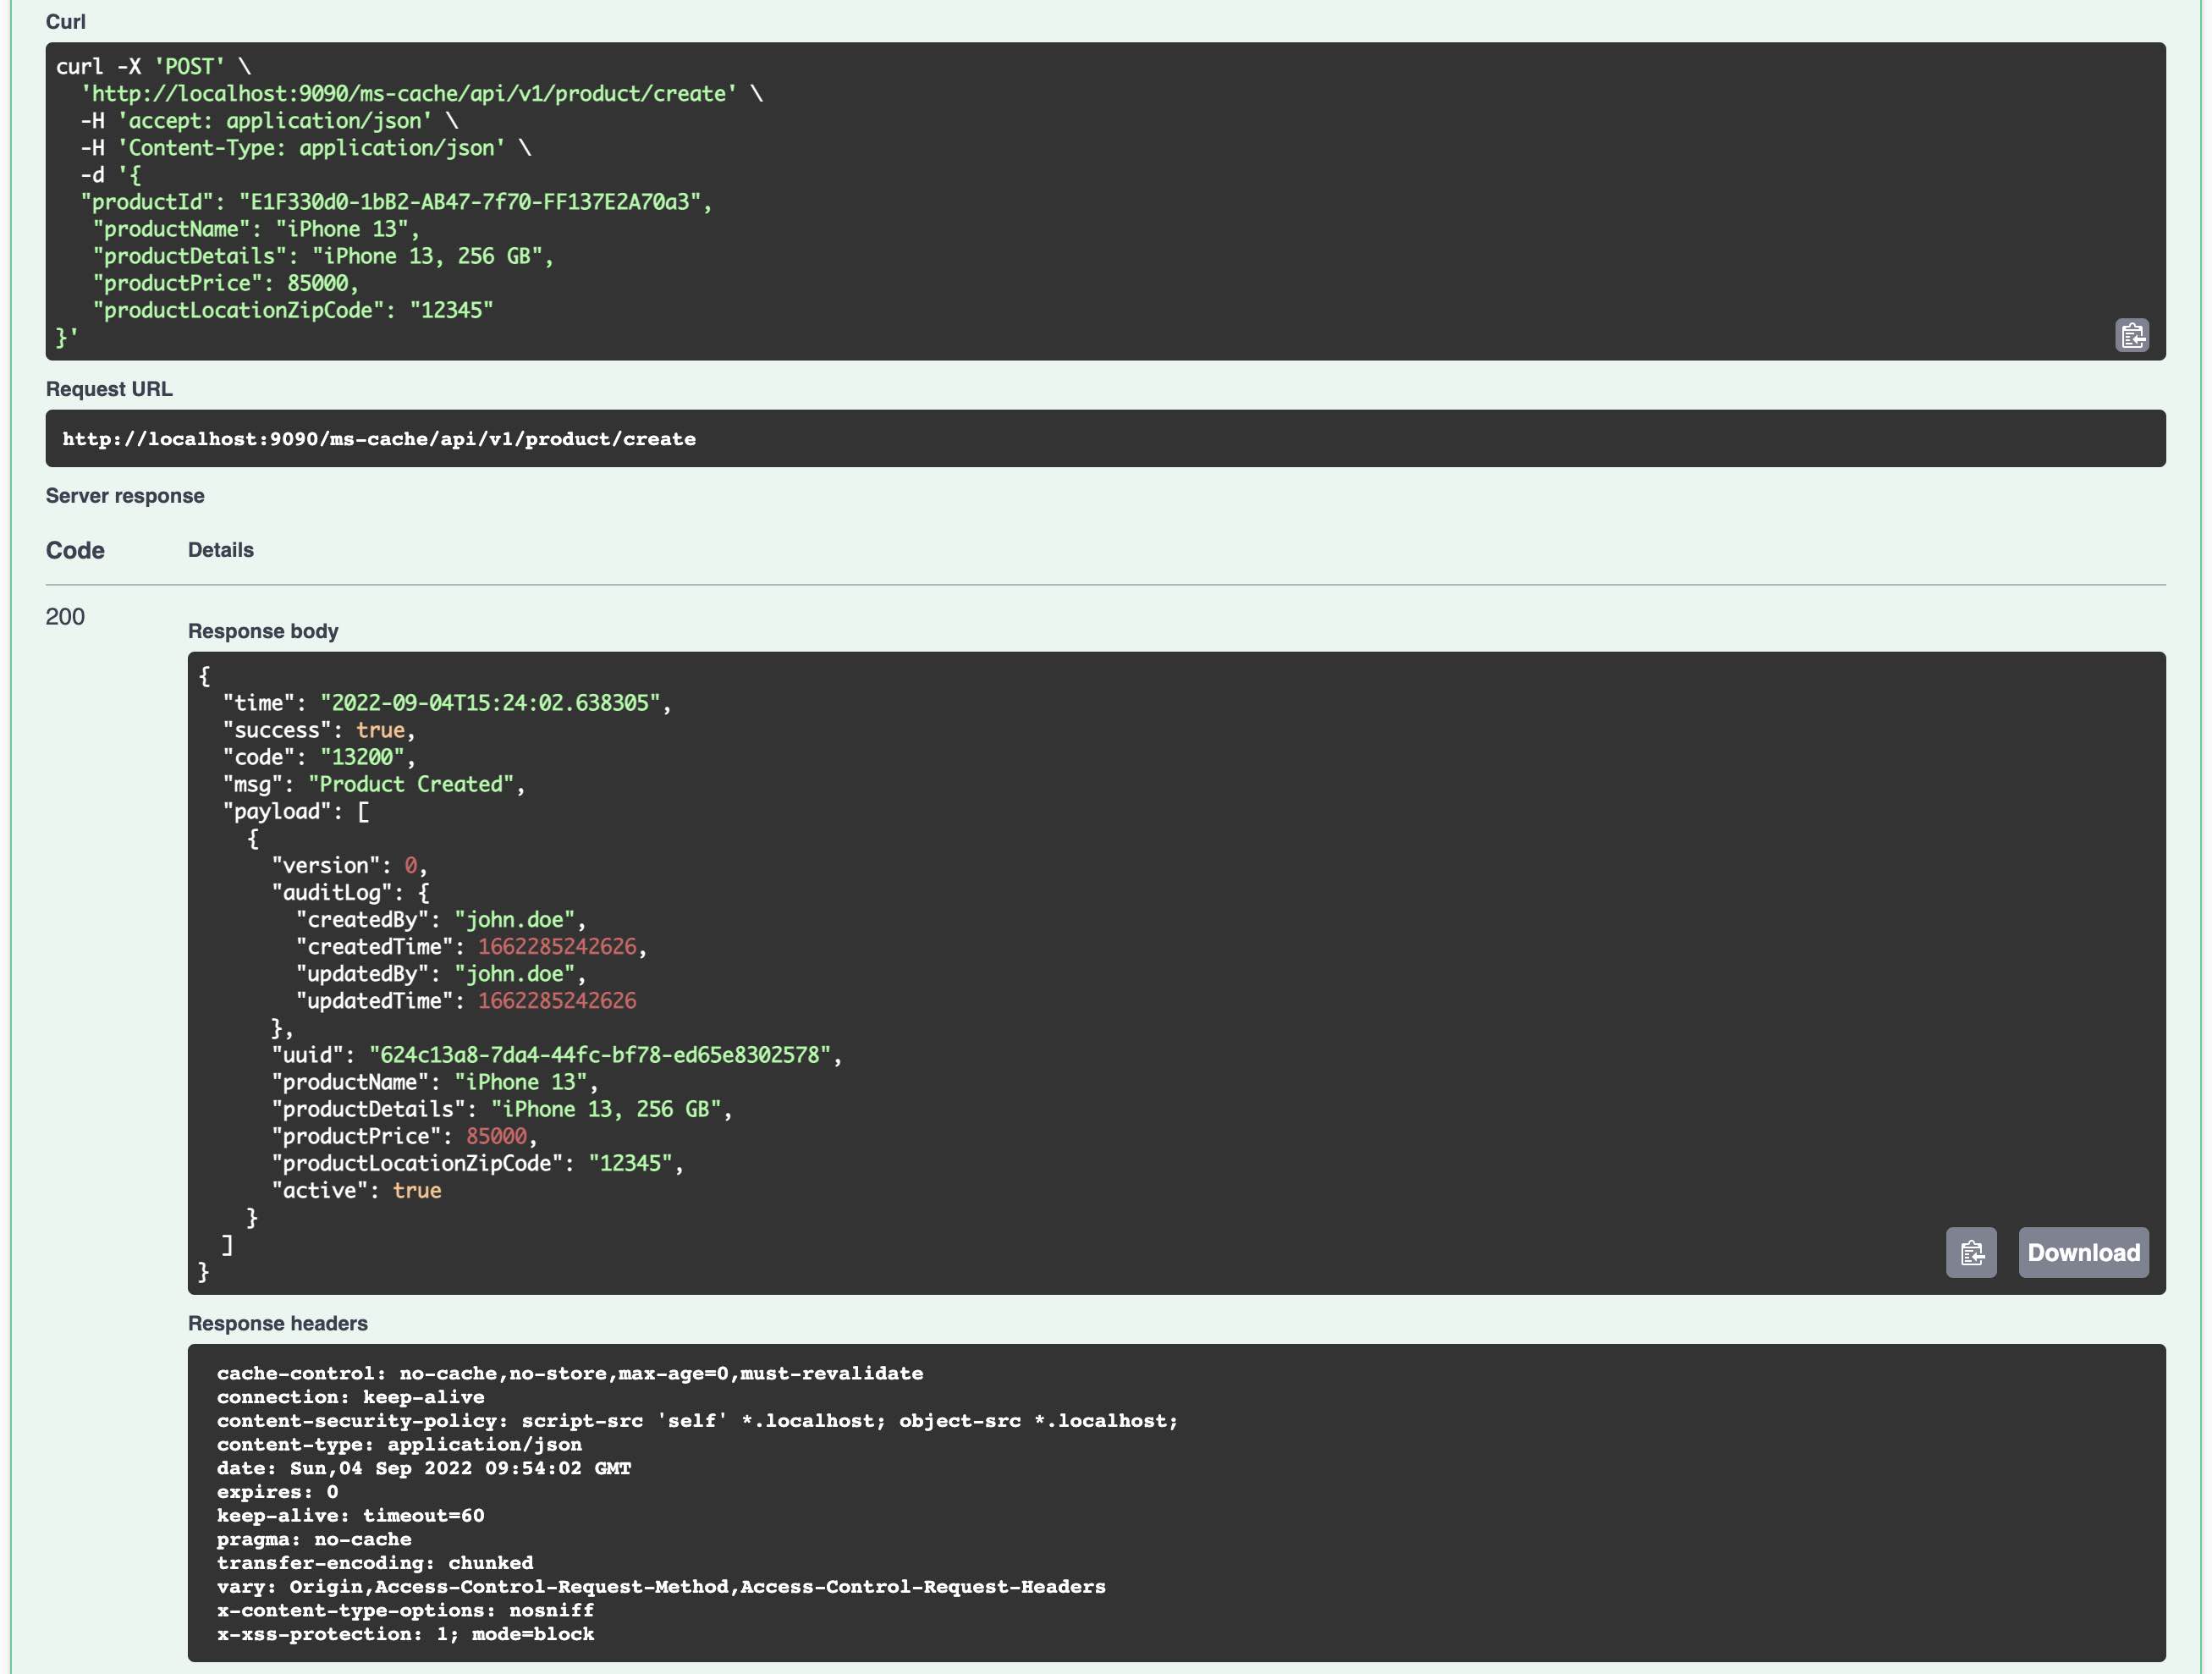 Curl
curl -X 'POST' \
  'http://localhost:9090/ms-cache/api/v1/product/create' \
  -H 'accept: application/json' \
  -H 'Content-Type: application/json' \
  -d '{
  "productId": "E1F330d0-1bB2-AB47-7f70-FF137E2A70a3",
   "productName": "iPhone 13",
   "productDetails": "iPhone 13, 256 GB",
   "productPrice": 85000,
   "productLocationZipCode": "12345"
}'
Request URL
http://localhost:9090/ms-cache/api/v1/product/create
Server response
Code Details
200
Response body
{
  "time": "2022-09-04T15:24:02.638305",
  "success": true,
  "code": "13200",
  "msg": "Product Created",
  "payload": [
    {
      "version": 0,
      "auditLog": {
        "createdBy": "john.doe",
        "createdTime": 1662285242626,
        "updatedBy": "john.doe",
        "updatedTime": 1662285242626
      },
      "uuid": "624c13a8-7da4-44fc-bf78-ed65e8302578",
      "productName": "iPhone 13",
      "productDetails": "iPhone 13, 256 GB",
      "productPrice": 85000,
      "productLocationZipCode": "12345",
      "active": true
    }
  ]
}
Download
Response headers
cache-control: no-cache,no-store,max-age=0,must-revalidate
connection: keep-alive
content-security-policy: script-src 'self' *.localhost; object-src *.localhost;
content-type: application/json
date: Sun,04 Sep 2022 09:54:02 GMT
expires: 0
keep-alive: timeout=60
pragma: no-cache
transfer-encoding: chunked
vary: Origin,Access-Control-Request-Method,Access-Control-Request-Headers
x-content-type-options: nosniff
x-xss-protection: 1; mode=block